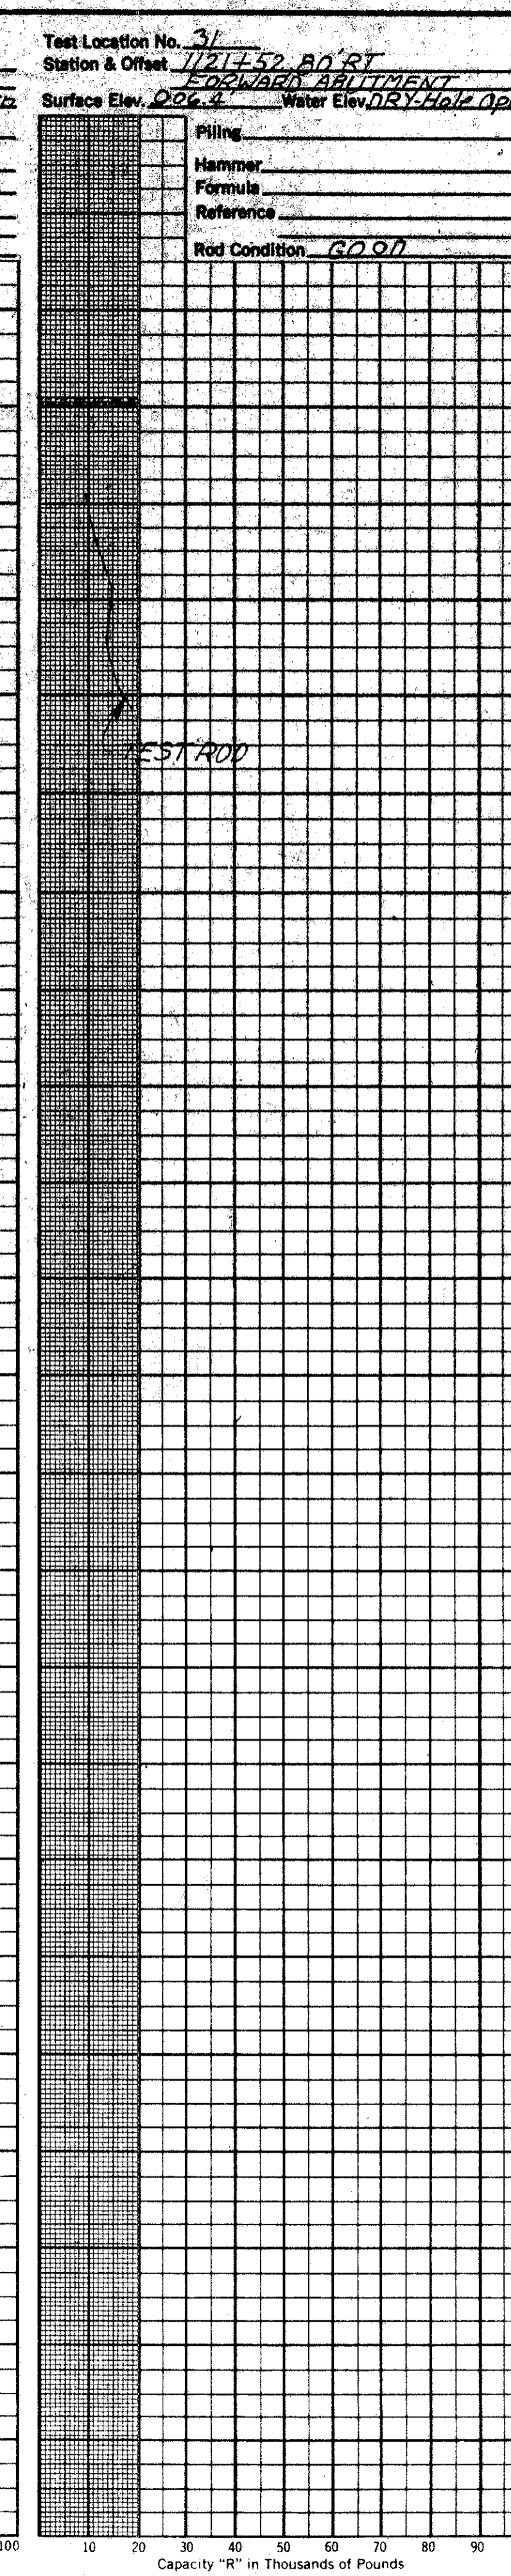 Test Location No. 31
Station & Offset 1121+52 80' RT
FORWARD ABUTMENT
Surface Elev. 906.4 Water Elev. DRY-Hole Op
Piling
Hammer
Formula
Reference
Rod Condition GOOD
TEST ROD
100 10 20 30 40 50 60 70 80 90
Capacity "R" in Thousands of Pounds